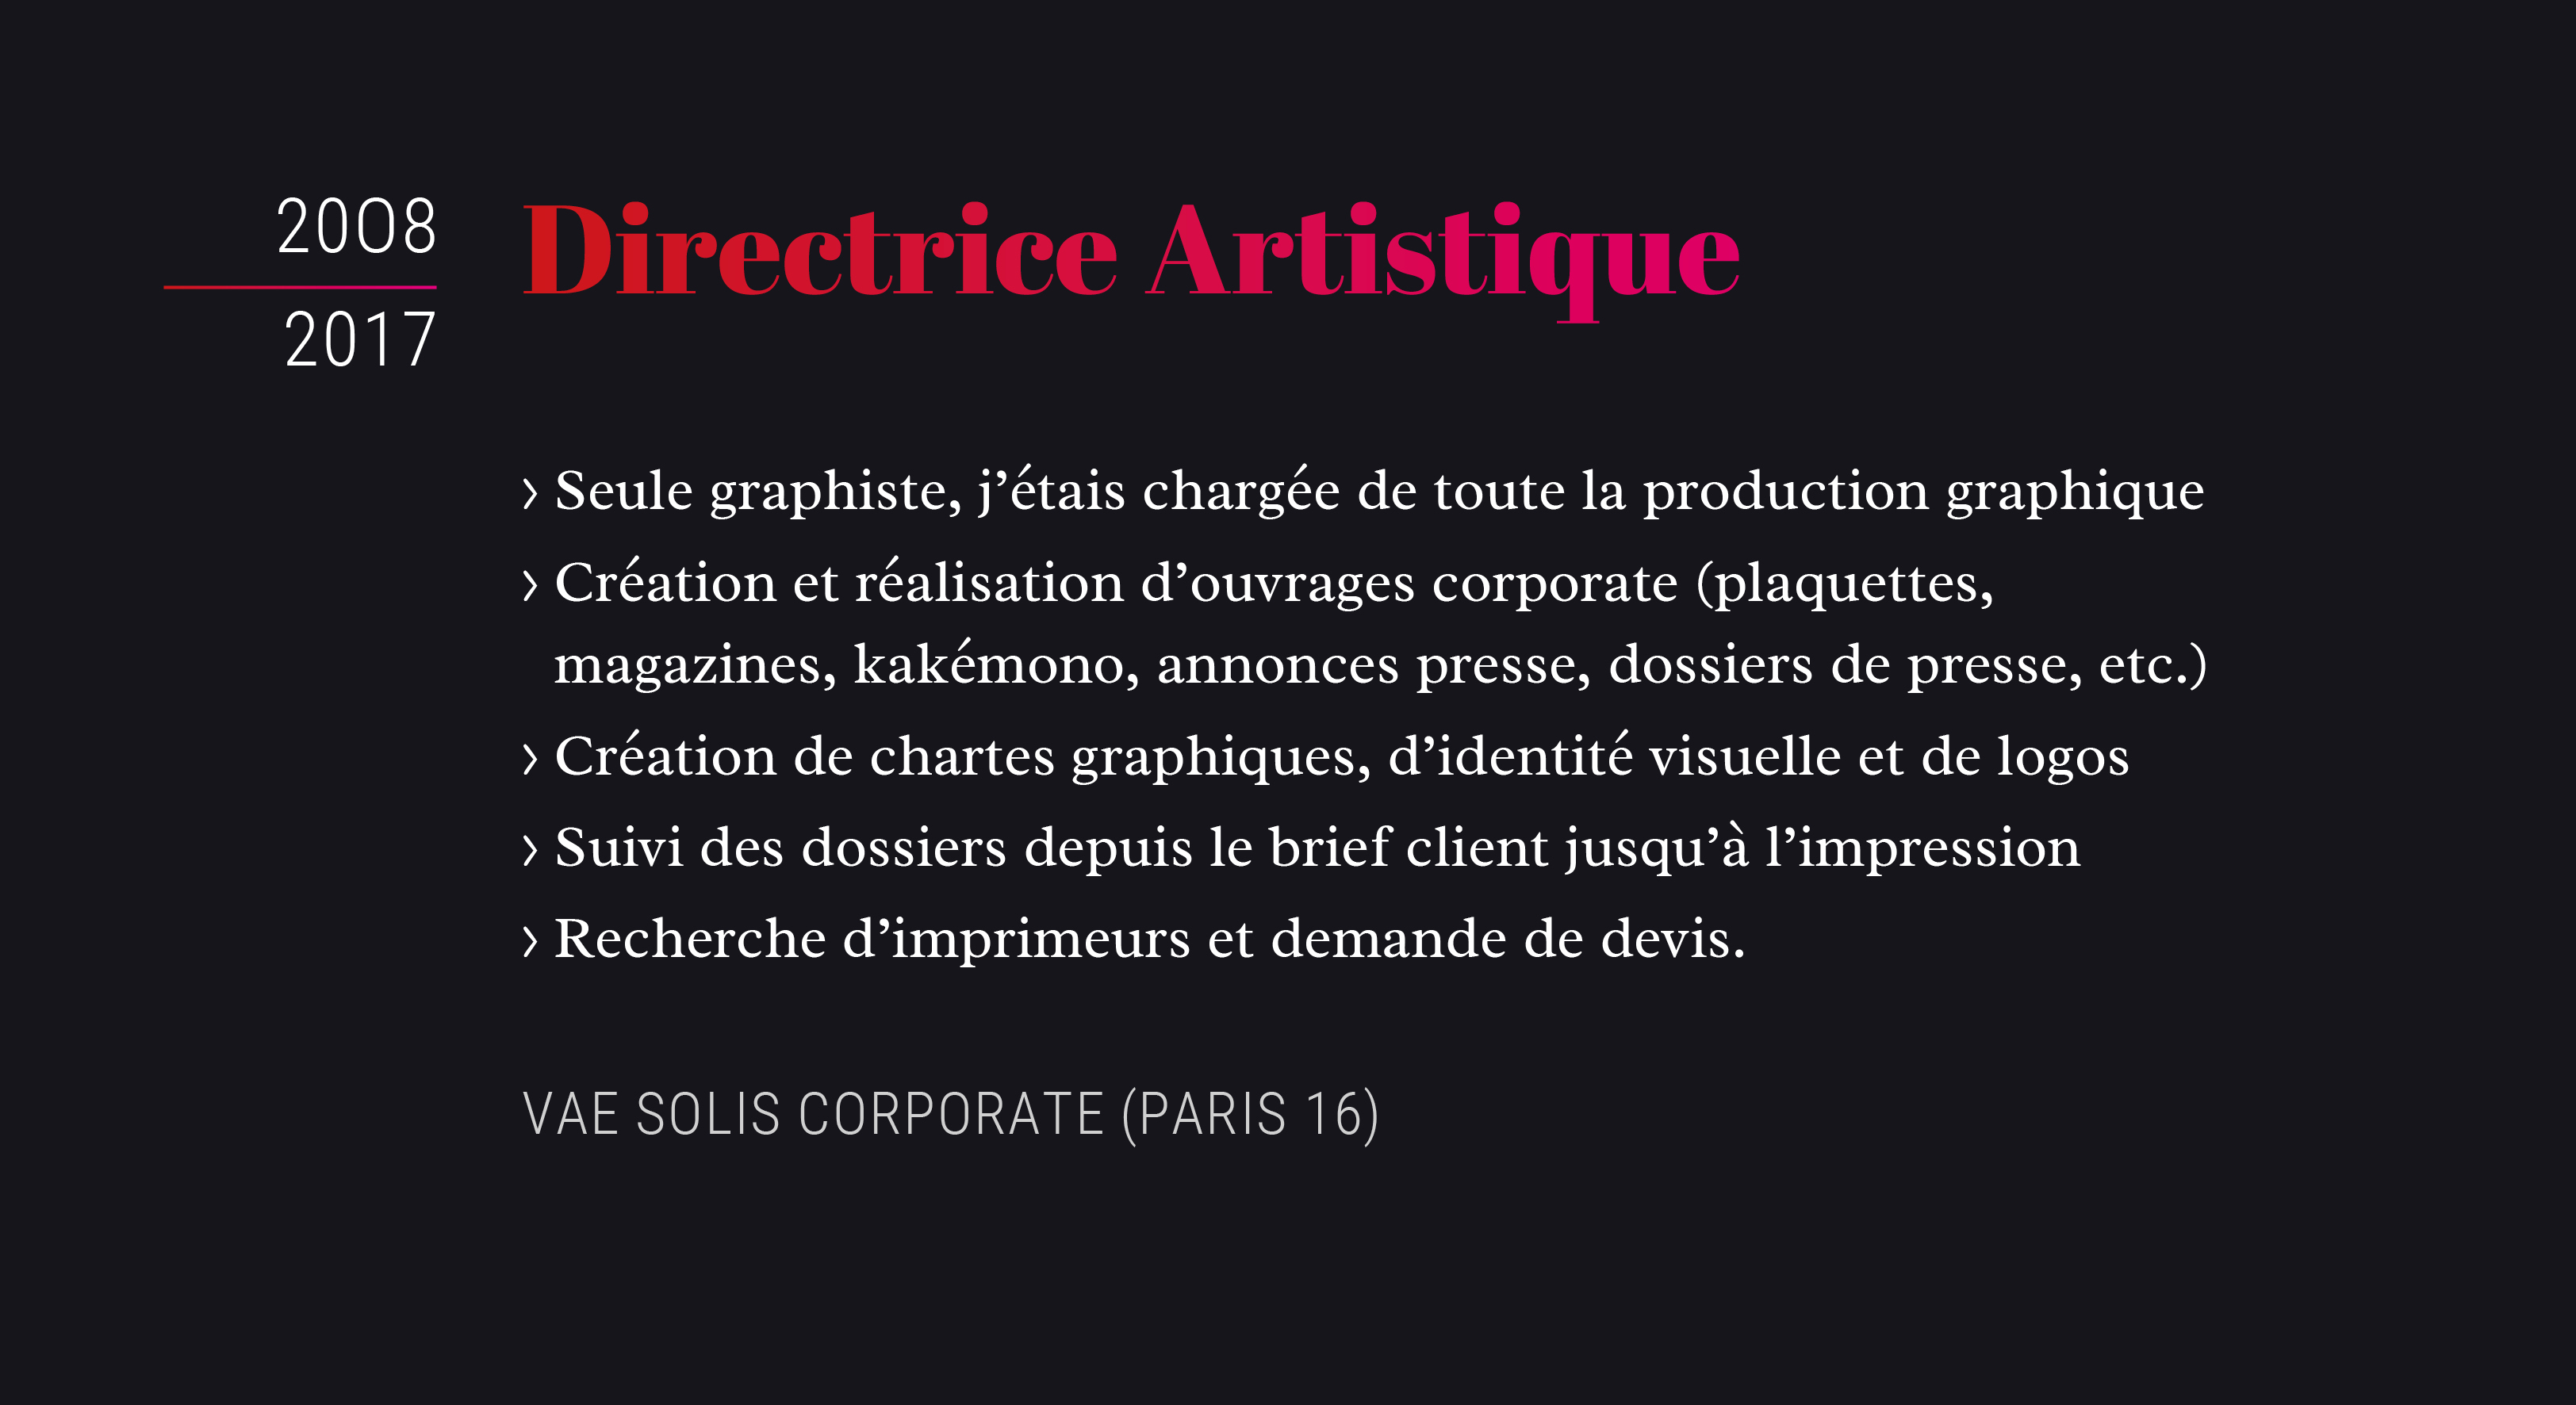 2008
2017
Directrice Artistique
› Seule graphiste, j’étais chargée de toute la production graphique
› Création et réalisation d’ouvrages corporate (plaquettes,
magazines, kakémono, annonces presse, dossiers de presse, etc.)
› Création de chartes graphiques, d’identité visuelle et de logos
› Suivi des dossiers depuis le brief client jusqu’à l’impression
› Recherche d’imprimeurs et demande de devis.
VAE SOLIS CORPORATE (PARIS 16)